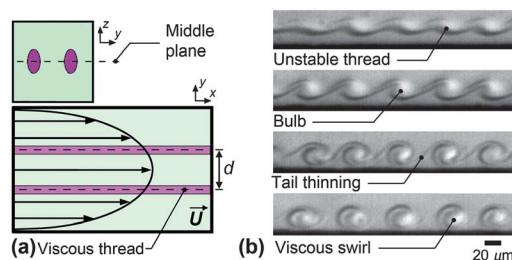 z
y
Middle
plane
y
x
d
U
(a) Viscous thread
(b)
Unstable thread
Bulb
Tail thinning
Viscous swirl
20 μm